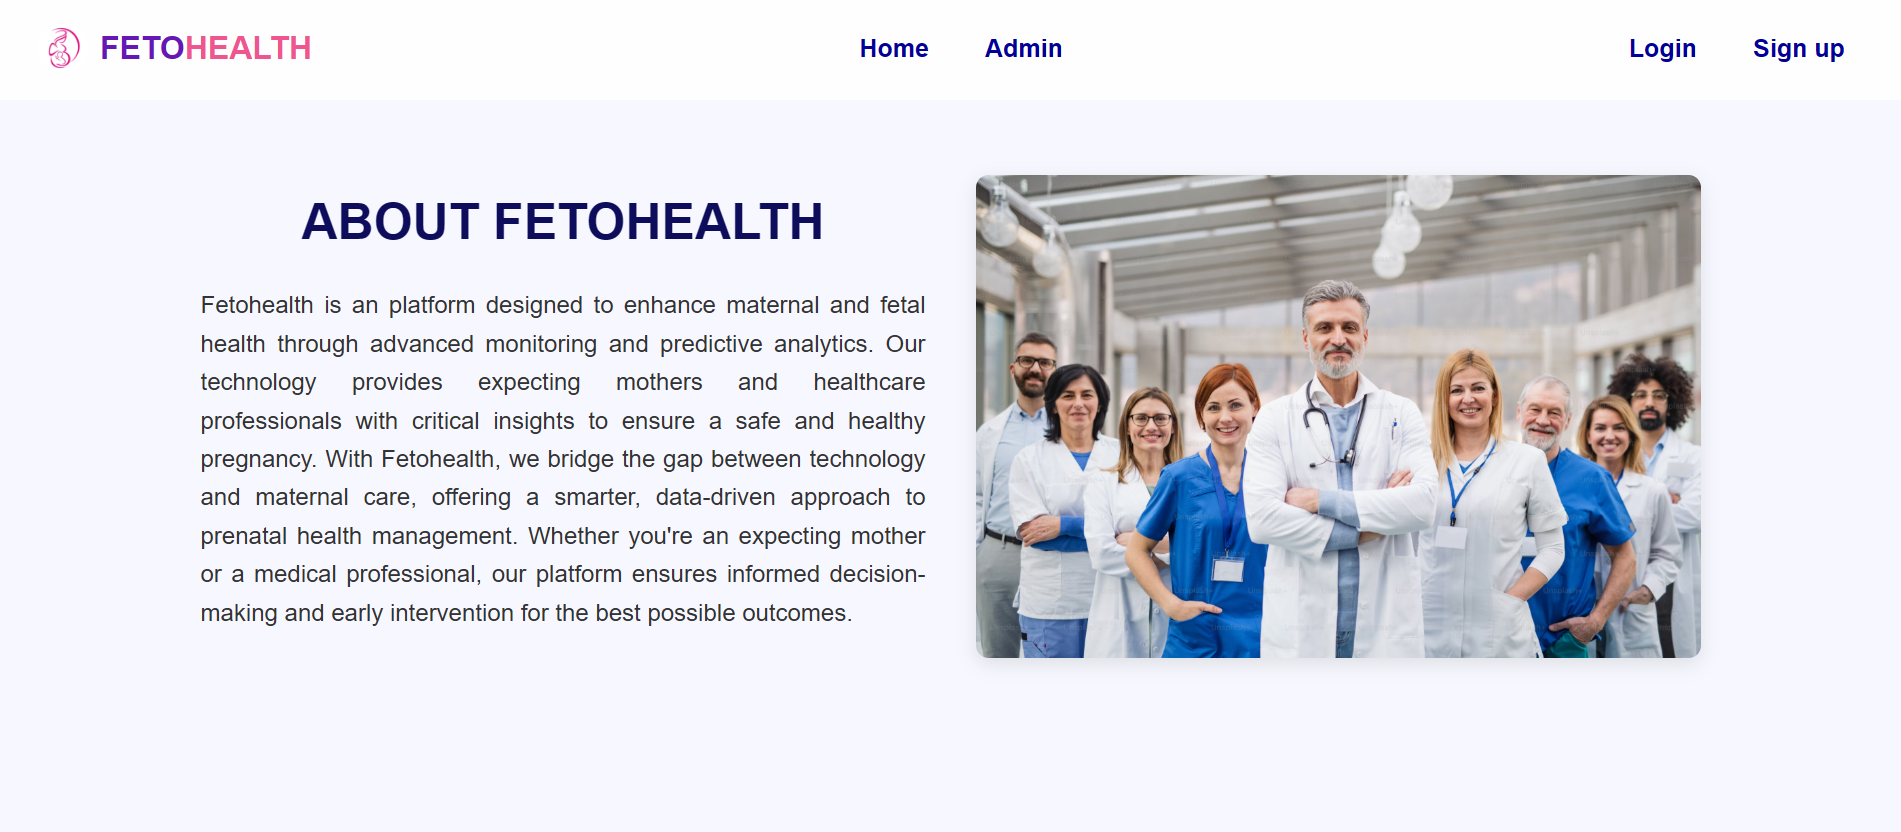 FETOHEALTH
Home Admin
Login Sign up
ABOUT FETOHEALTH
Fetohealth is an platform designed to enhance maternal and fetal
health through advanced monitoring and predictive analytics. Our
technology provides expecting mothers and healthcare
professionals with critical insights to ensure a safe and healthy
pregnancy. With Fetohealth, we bridge the gap between technology
and maternal care, offering a smarter, data-driven approach to
prenatal health management. Whether you're an expecting mother
or a medical professional, our platform ensures informed decision-
making and early intervention for the best possible outcomes.